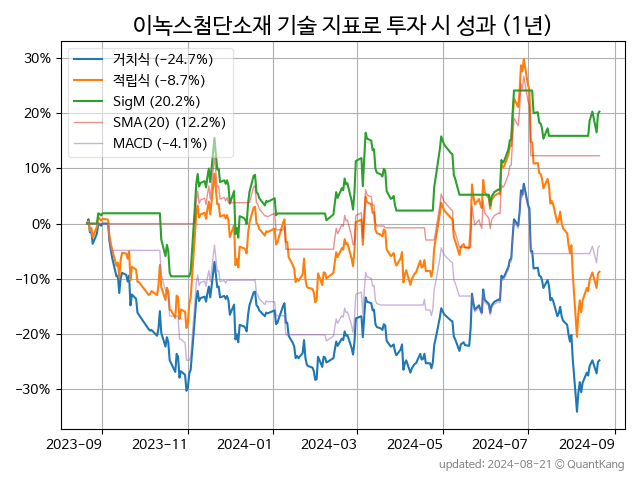 이녹스첨단소재 기술 지표로 투자 시 성과 (1년)
거치식 (−24.7%)
적립식 (−8.7%)
SigM (20.2%)
SMA(20) (12.2%)
MACD (−4.1%)
30%
20%
10%
0%
−10%
−20%
−30%
2023-09 2023-11 2024-01 2024-03 2024-05 2024-07 2024-09
updated: 2024-08-21 © QuantKang